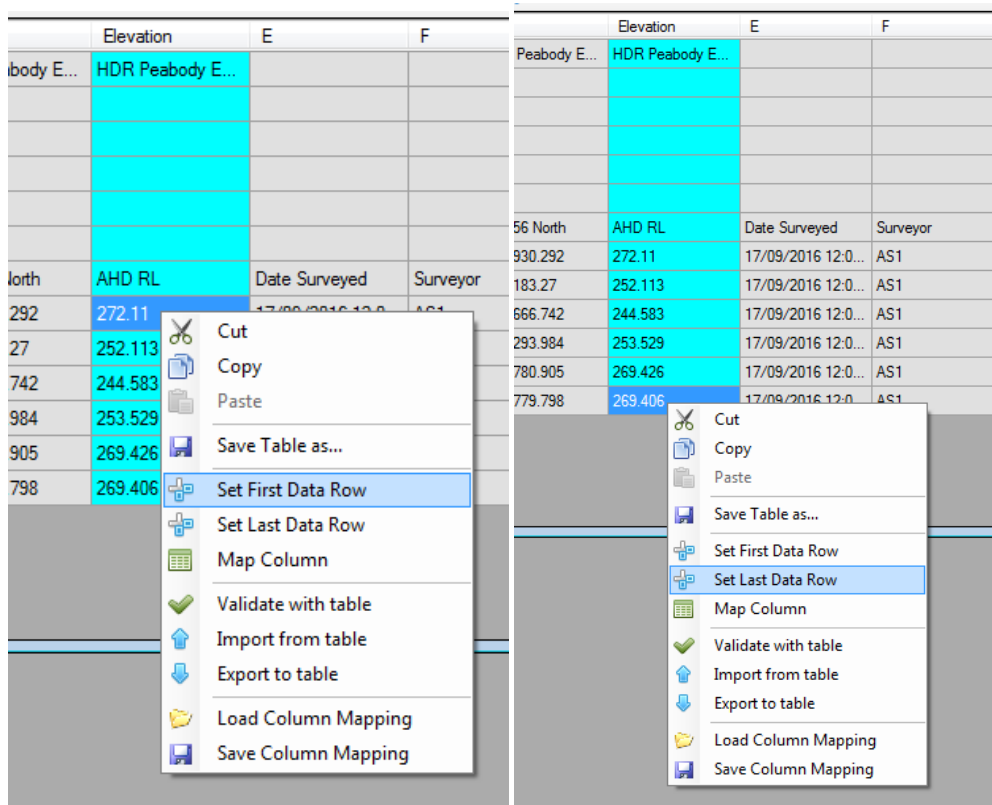 Elevation E F
body E... HDR Peabody E...
North AHD RL Date Surveyed Surveyor
292 272.11
27 252.113
742 244.583
984 253.529
905 269.426
798 269.406
Cut
Copy
Paste
Save Table as...
Set First Data Row
Set Last Data Row
Map Column
Validate with table
Import from table
Export to table
Load Column Mapping
Save Column Mapping
Elevation E F
Peabody E... HDR Peabody E...
56 North AHD RL Date Surveyed Surveyor
930.292 272.11 17/09/2016 12:0... AS1
183.27 252.113 17/09/2016 12:0... AS1
666.742 244.583 17/09/2016 12:0... AS1
293.984 253.529 17/09/2016 12:0... AS1
780.905 269.426 17/09/2016 12:0... AS1
779.798 269.406 17/09/2016 12:0 AS1
Cut
Copy
Paste
Save Table as...
Set First Data Row
Set Last Data Row
Map Column
Validate with table
Import from table
Export to table
Load Column Mapping
Save Column Mapping